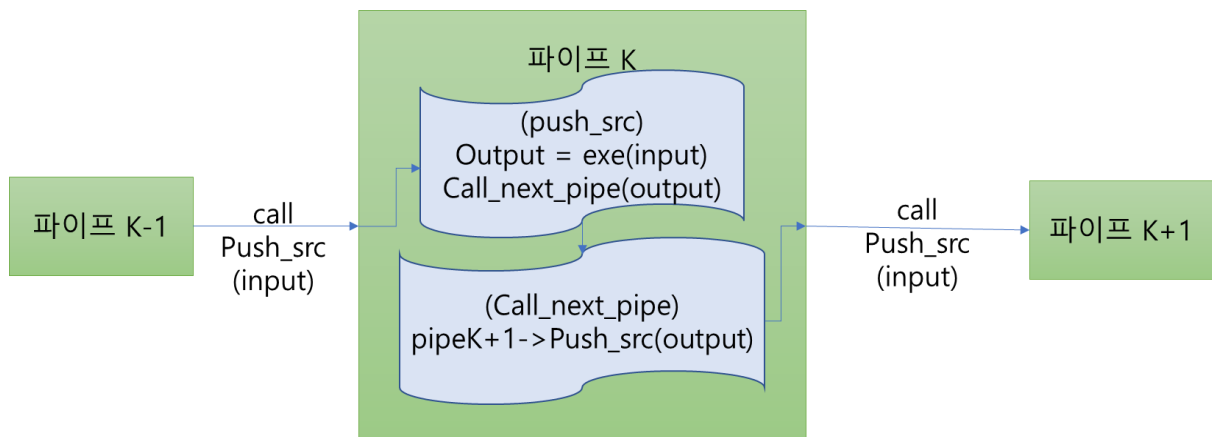 파이프 K
(push_src)
Output = exe(input)
Call_next_pipe(output)
파이프 K-1
call
Push_src
(input)
(Call_next_pipe)
pipeK+1->Push_src(output)
call
Push_src
(input)
파이프 K+1